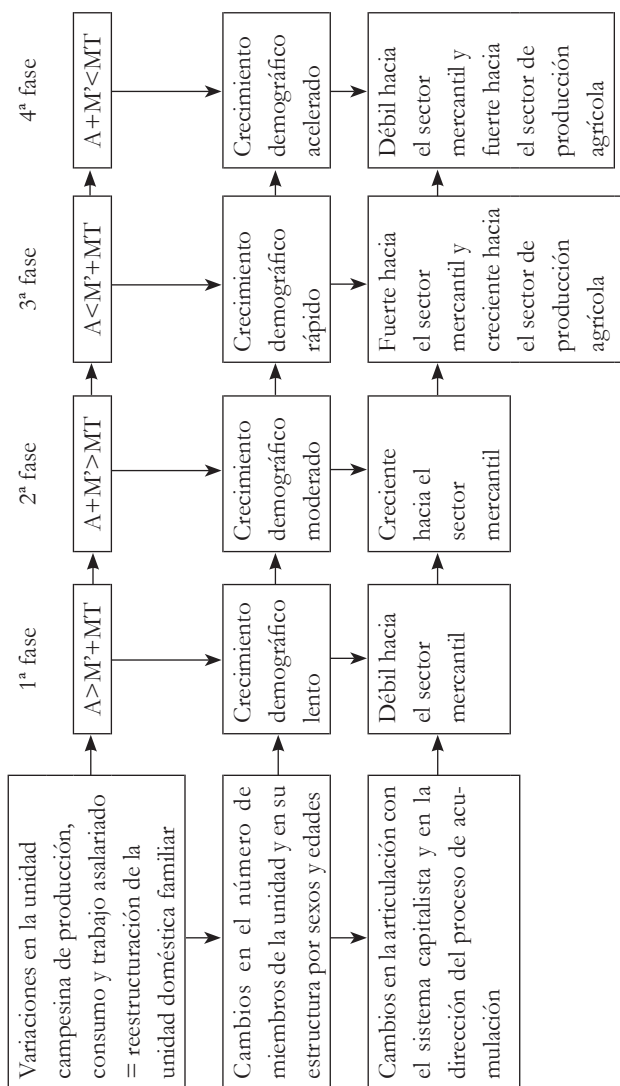 1ª fase
2ª fase
3ª fase
4ª fase
Variaciones en la unidad
campesina de producción,
consumo y trabajo asalariado
= reestructuración de la
unidad doméstica familiar
A>M'+MT
A+M'>MT
A<M'+MT
A+M'<MT
Cambios en el número de
miembros de la unidad y en su
estructura por sexos y edades
Crecimiento
demográfico
lento
Crecimiento
demográfico
moderado
Crecimiento
demográfico
rápido
Crecimiento
demográfico
acelerado
Cambios en la articulación con
el sistema capitalista y en la
dirección del proceso de acu-
mulación
Débil hacia
el sector
mercantil
Creciente
hacia el
sector
mercantil
Fuerte hacia
el sector
mercantil y
creciente hacia
el sector de
producción
agrícola
Débil hacia
el sector
mercantil y
fuerte hacia
el sector de
producción
agrícola